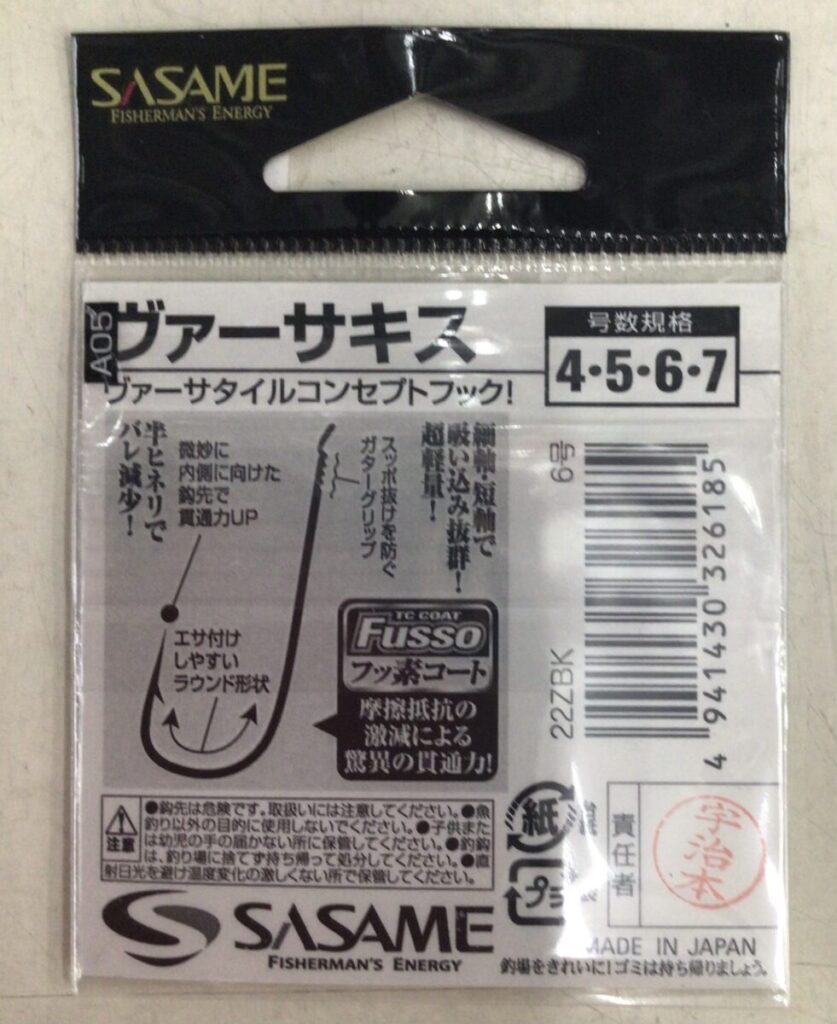 SASAME
FISHERMAN'S ENERGY
A05
ヴァーサキス
ヴァーサタイルコンセプトフック!
号数規格
4・5・6・7
細軸・短軸で
吸い込み抜群!
超軽量!
スッポ抜けを防ぐ
ガターグリップ
微妙に
内側に向けた
鈎先で
貫通力UP
半ヒネリで
バレ減少!
エサ付け
しやすい
ラウンド形状
TC COAT
Fusso
フッ素コート
摩擦抵抗の
激減による
驚異の貫通力!
6号
22ZBK
4 941430 326185
注意
●鈎先は危険です。取扱いには注意してください。●魚
釣り以外の目的に使用しないでください。●子供また
は幼児の手の届かない所に保管してください。●釣鈎
は、釣り場に捨てず持ち帰って処分してください。●直
射日光を避け温度変化の激しくない所で保管してください。
紙
プラ
責任者
宇治本
SASAME
FISHERMAN'S ENERGY
MADE IN JAPAN
釣場をきれいに!ゴミは持ち帰りましょう。